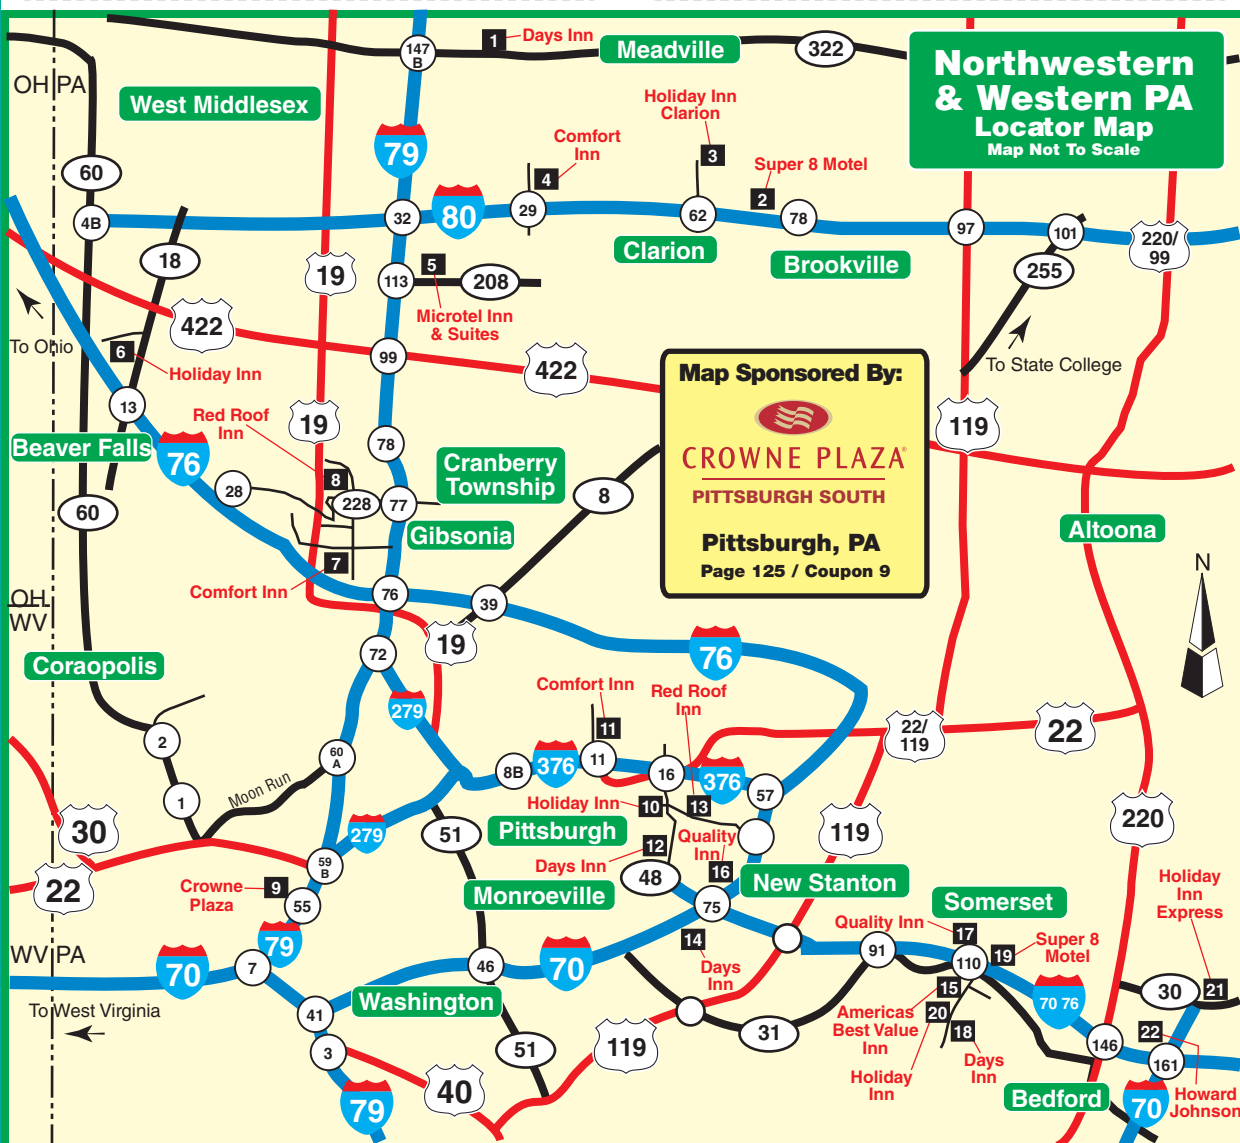 1
Days Inn
Meadville
322
147
B
OH
PA
West Middlesex
Northwestern
& Western PA
Locator Map
Map Not To Scale
Holiday Inn
Clarion
3
Comfort
Inn
4
79
Super 8 Motel
2
60
4B
32
80
29
62
78
97
101
220/
99
Clarion
Brookville
18
19
113
5
208
255
Microtel Inn
& Suites
422
To Ohio
6
Holiday Inn
99
422
To State College
Map Sponsored By:
CROWNE PLAZA®
PITTSBURGH SOUTH
Pittsburgh, PA
Page 125 / Coupon 9
13
Red Roof
Inn
19
119
Beaver Falls
76
78
Cranberry
Township
28
8
228
77
8
60
Gibsonia
Altoona
7
Comfort Inn
76
39
N
OH
WV
19
72
76
Coraopolis
279
Comfort Inn
11
Red Roof
Inn
22/
119
22
2
60
A
8B
376
11
16
376
57
Moon Run
1
Holiday Inn
10
13
30
279
51
Pittsburgh
Quality
Inn
119
220
59
B
Days Inn
12
16
22
Crowne
Plaza
9
48
New Stanton
Monroeville
Holiday
Inn
Express
55
75
Somerset
Quality Inn
17
79
14
Days
Inn
91
110
19
Super 8
Motel
WV
PA
70
7
46
70
15
30
21
To West Virginia
Washington
70 76
41
Americas
Best Value
Inn
20
18
Days
Inn
31
22
3
51
119
146
161
Holiday
Inn
40
79
Bedford
70
Howard
Johnson